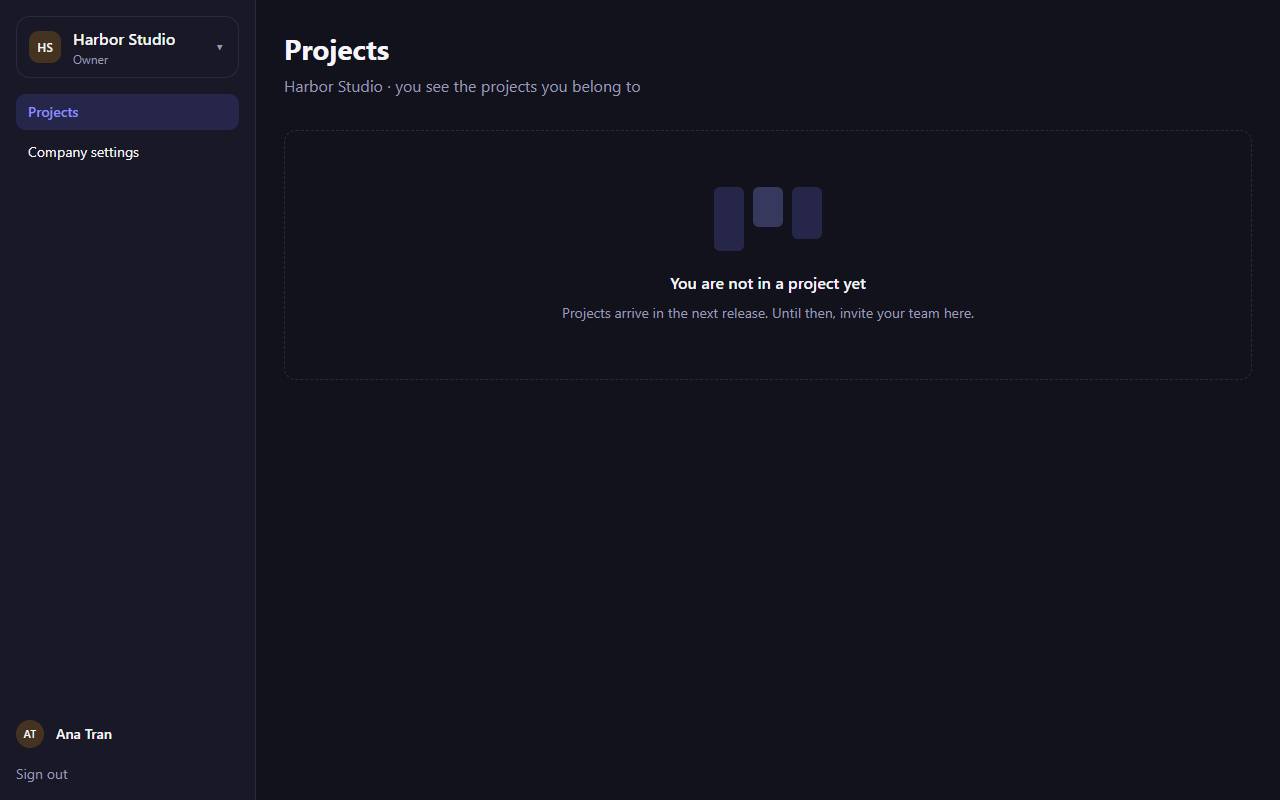 HS
Harbor Studio
Owner
▾
Projects
Company settings
AT
Ana Tran
Sign out
Projects
Harbor Studio · you see the projects you belong to
You are not in a project yet
Projects arrive in the next release. Until then, invite your team here.